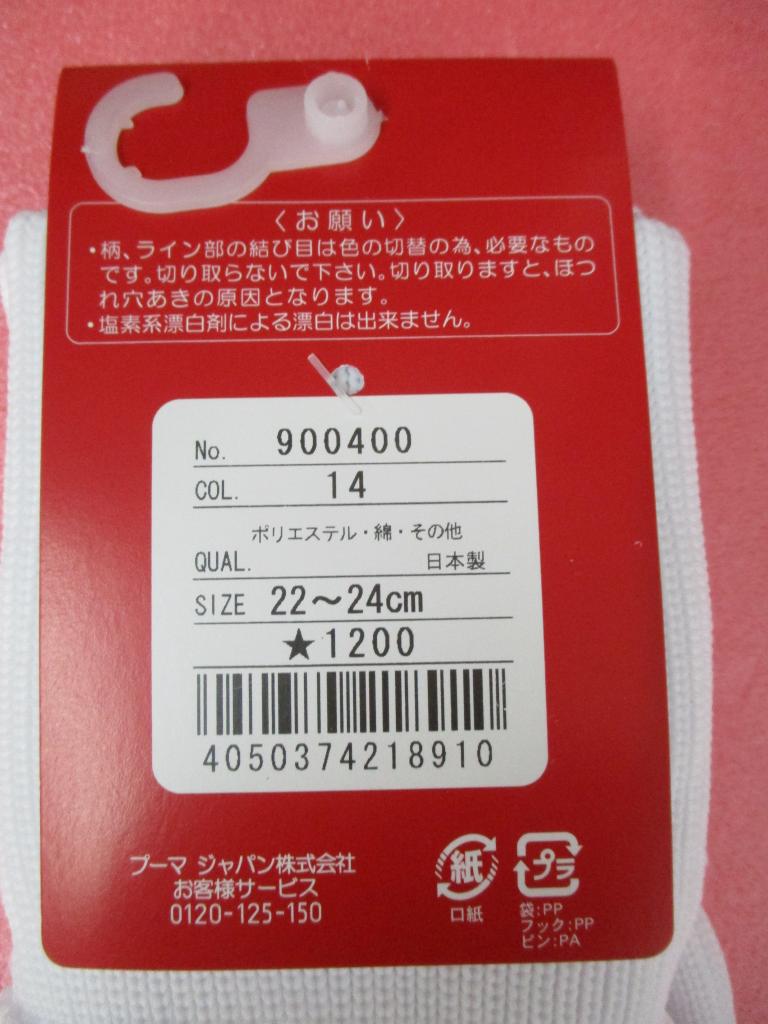 〈お願い〉
・柄、ライン部の結び目は色の切替の為、必要なもの
です。切り取らないで下さい。切り取りますと、ほつ
れ穴あきの原因となります。
・塩素系漂白剤による漂白は出来ません。
No. 900400
COL. 14
ポリエステル・綿・その他
QUAL. 日本製
SIZE 22～24cm
★1200
4050374218910
プーマ ジャパン株式会社
お客様サービス
0120-125-150
紙
口紙
プラ
袋:PP
フック:PP
ピン:PA